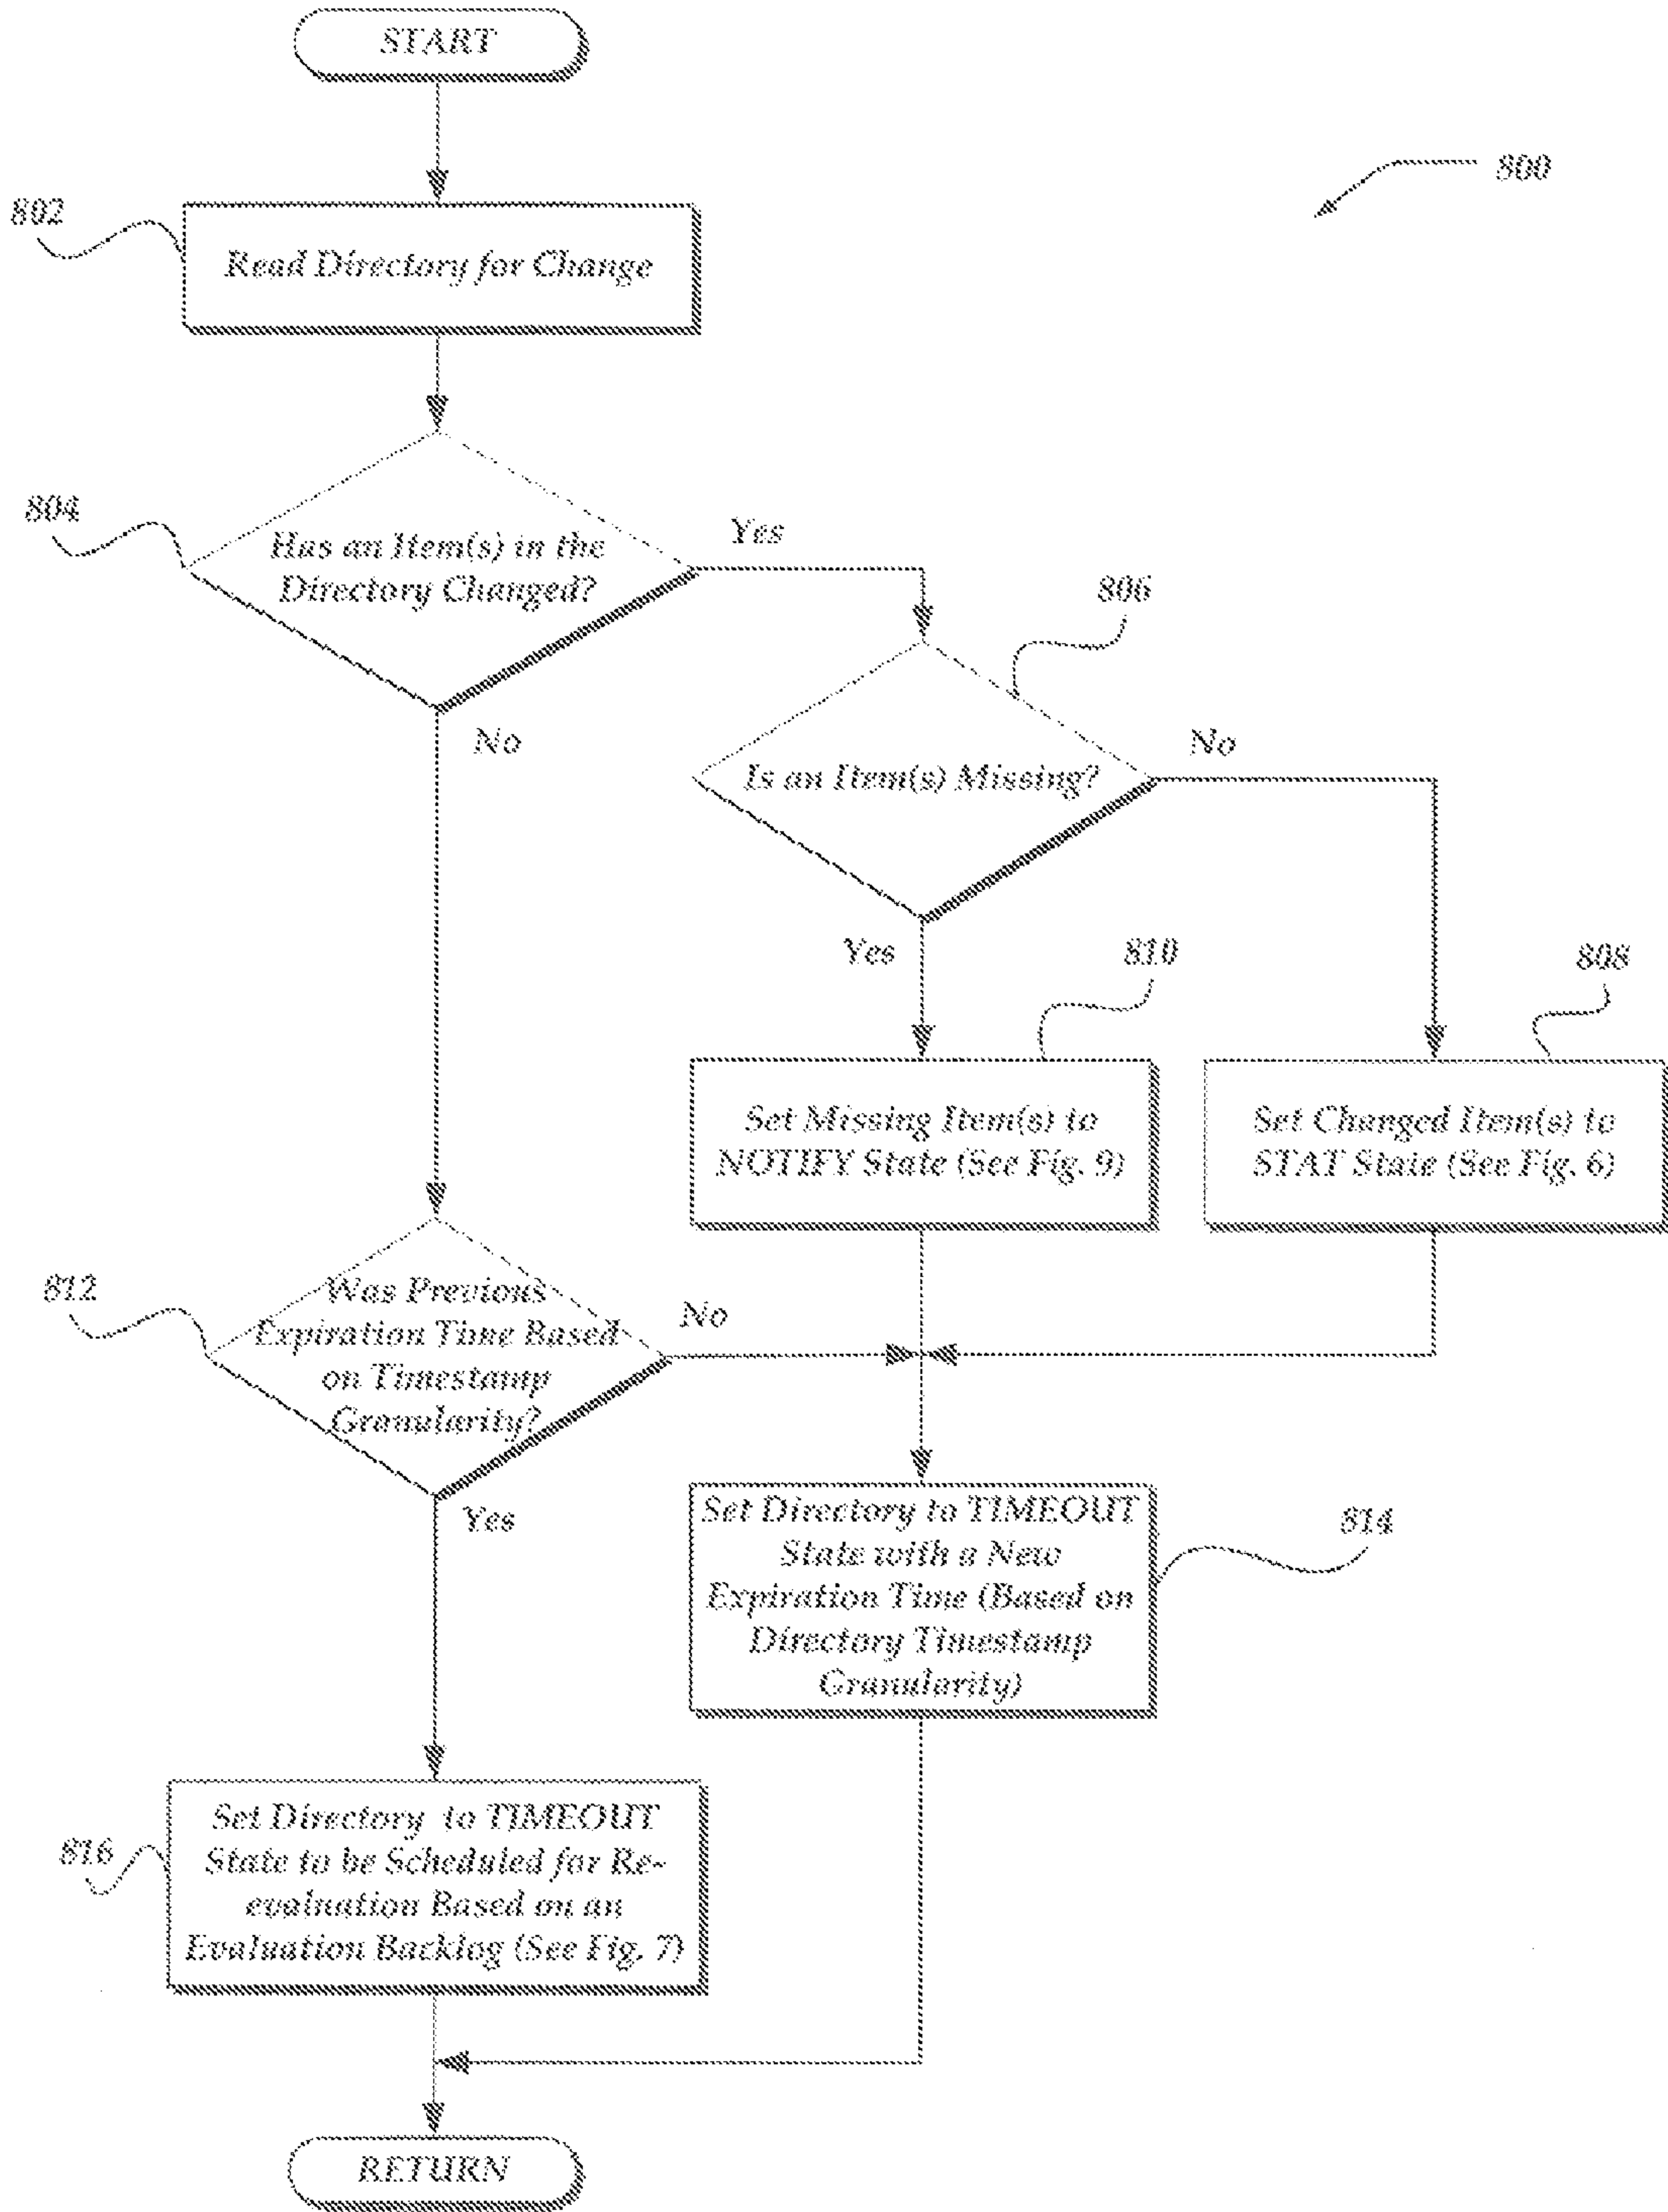 START
800
802
Read Directory for Change
804
Has an Item(s) in the
Directory Changed?
Yes
No
806
Is an Item(s) Missing?
No
Yes
810
808
Set Missing Item(s) to
NOTIFY State (See Fig. 9)
Set Changed Item(s) to
STAT State (See Fig. 6)
812
Was Previous
Expiration Time Based
on Timestamp
Granularity?
No
Yes
814
Set Directory to TIMEOUT
State with a New
Expiration Time (Based on
Directory Timestamp
Granularity)
816
Set Directory to TIMEOUT
State to be Scheduled for Re-
evaluation Based on an
Evaluation Backlog (See Fig. 7)
RETURN